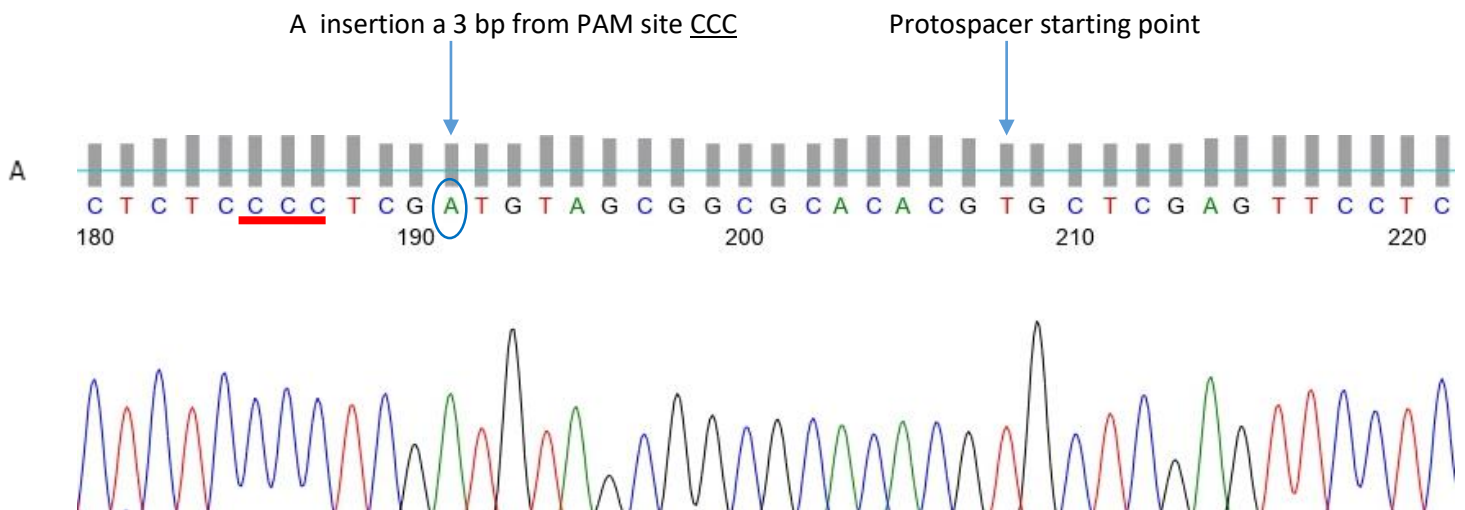 A insertion a 3 bp from PAM site CCC Protospacer starting point
A
C T C T C C C C T C G A T G T A G C G G C G C A C A C G T G C T C G A G T T C C T C
180 190 200 210 220